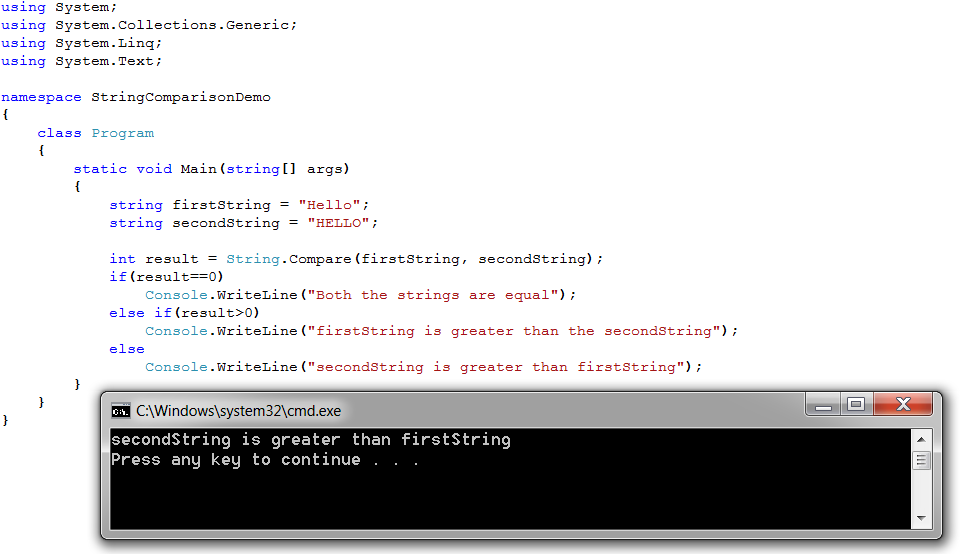 using System;
using System.Collections.Generic;
using System.Linq;
using System.Text;
namespace StringComparisonDemo
{
    class Program
    {
        static void Main(string[] args)
        {
            string firstString = "Hello";
            string secondString = "HELLO";
            int result = String.Compare(firstString, secondString);
            if(result==0)
                Console.WriteLine("Both the strings are equal");
            else if(result>0)
                Console.WriteLine("firstString is greater than the secondString");
            else
                Console.WriteLine("secondString is greater than firstString");
        }
    }
}
C:\Windows\system32\cmd.exe
secondString is greater than firstString
Press any key to continue . . .